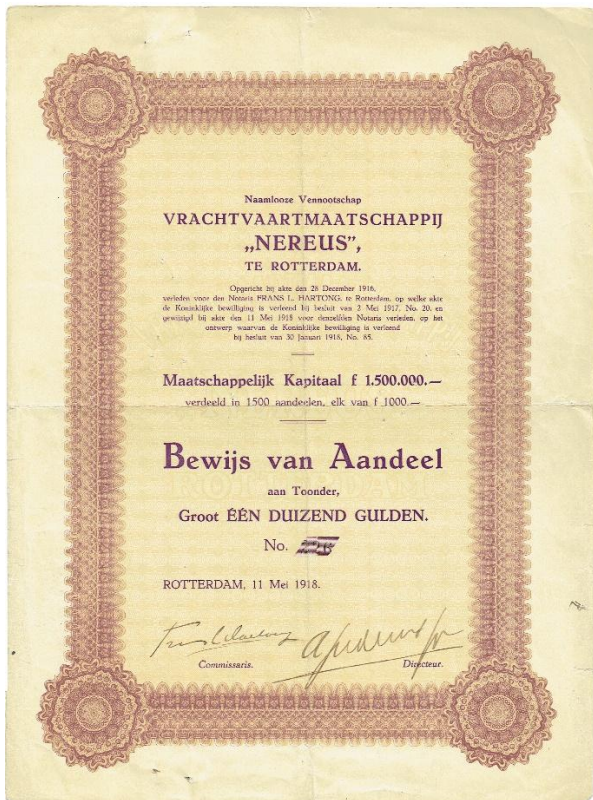 Naamlooze Vennootschap
VRACHTVAARTMAATSCHAPPIJ
„NEREUS”,
TE ROTTERDAM.
Opgericht bij akte den 28 December 1916,
verleden voor den Notaris FRANS L. HARTONG, te Rotterdam, op welke akte
de Koninklijke bewilliging is verleend bij besluit van 2 Mei 1917, No. 20, en
gewijzigd bij akte den 11 Mei 1918 voor denzelfden Notaris verleden, op het
ontwerp waarvan de Koninklijke bewilliging is verleend
bij besluit van 30 Januari 1918, No. 85.
Maatschappelijk Kapitaal f 1.500.000.—
verdeeld in 1500 aandeelen, elk van f 1000.—
Bewijs van Aandeel
aan Toonder,
Groot ÉÉN DUIZEND GULDEN.
No.
ROTTERDAM, 11 Mei 1918.
Commissaris. Directeur.